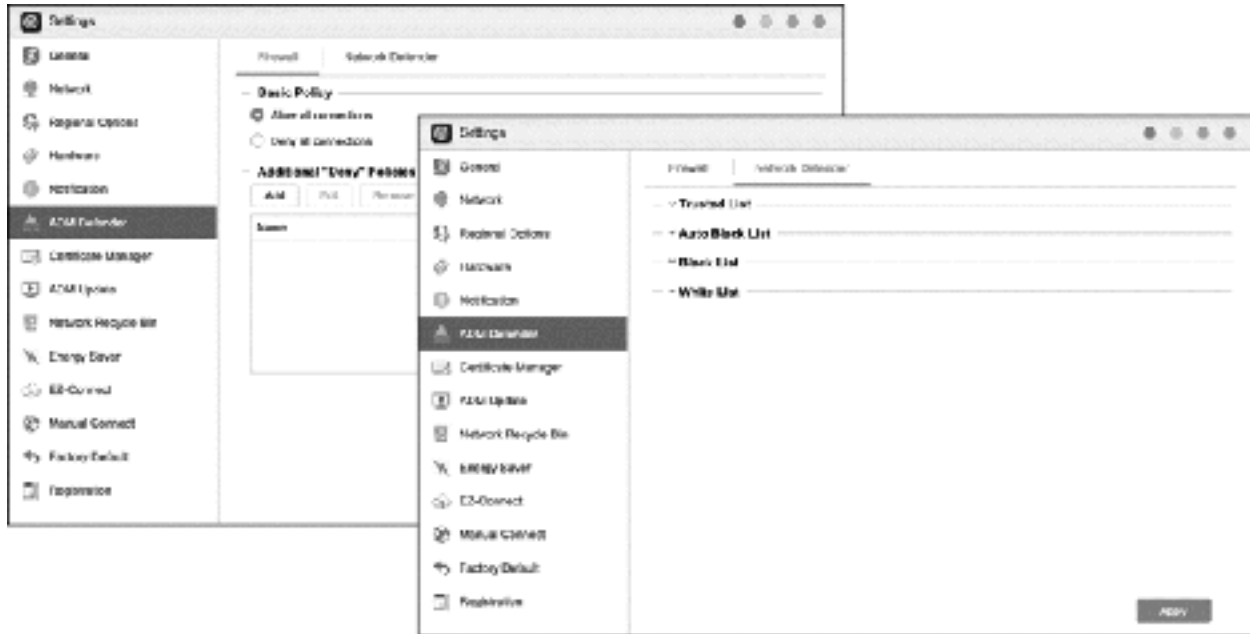 Settings
General
Network
Regional Options
Hardware
Notification
ADM Defender
Certificate Manager
ADM Update
Network Recycle Bin
Energy Saver
EZ-Connect
Manual Connect
Factory Default
Registration
Firewall Network Defender
Basic Policy
Allow all connections
Deny all connections
Additional "Deny" Policies
Add Edit Remove
Name
Settings
General
Network
Regional Options
Hardware
Notification
ADM Defender
Certificate Manager
ADM Update
Network Recycle Bin
Energy Saver
EZ-Connect
Manual Connect
Factory Default
Registration
Firewall Network Defender
Trusted List
Auto Black List
Black List
White List
Apply